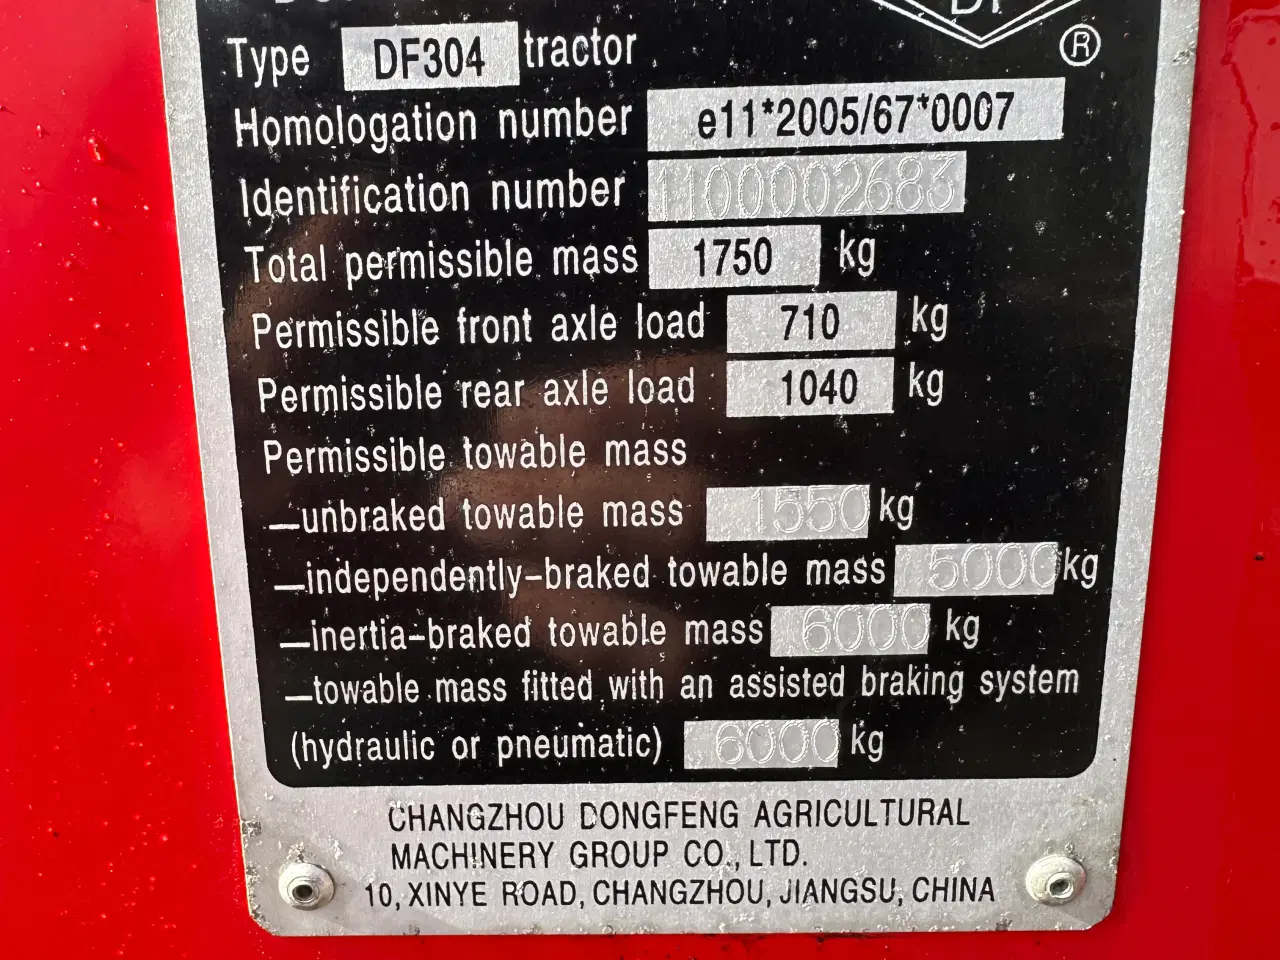 DF
®
Type DF304 tractor
Homologation number e11*2005/67*0007
Identification number 1100002683
Total permissible mass 1750 kg
Permissible front axle load 710 kg
Permissible rear axle load 1040 kg
Permissible towable mass
—unbraked towable mass 1550 kg
—independently-braked towable mass 5000 kg
—inertia-braked towable mass 6000 kg
—towable mass fitted with an assisted braking system
(hydraulic or pneumatic) 6000 kg
CHANGZHOU DONGFENG AGRICULTURAL
MACHINERY GROUP CO., LTD.
10, XINYE ROAD, CHANGZHOU, JIANGSU, CHINA